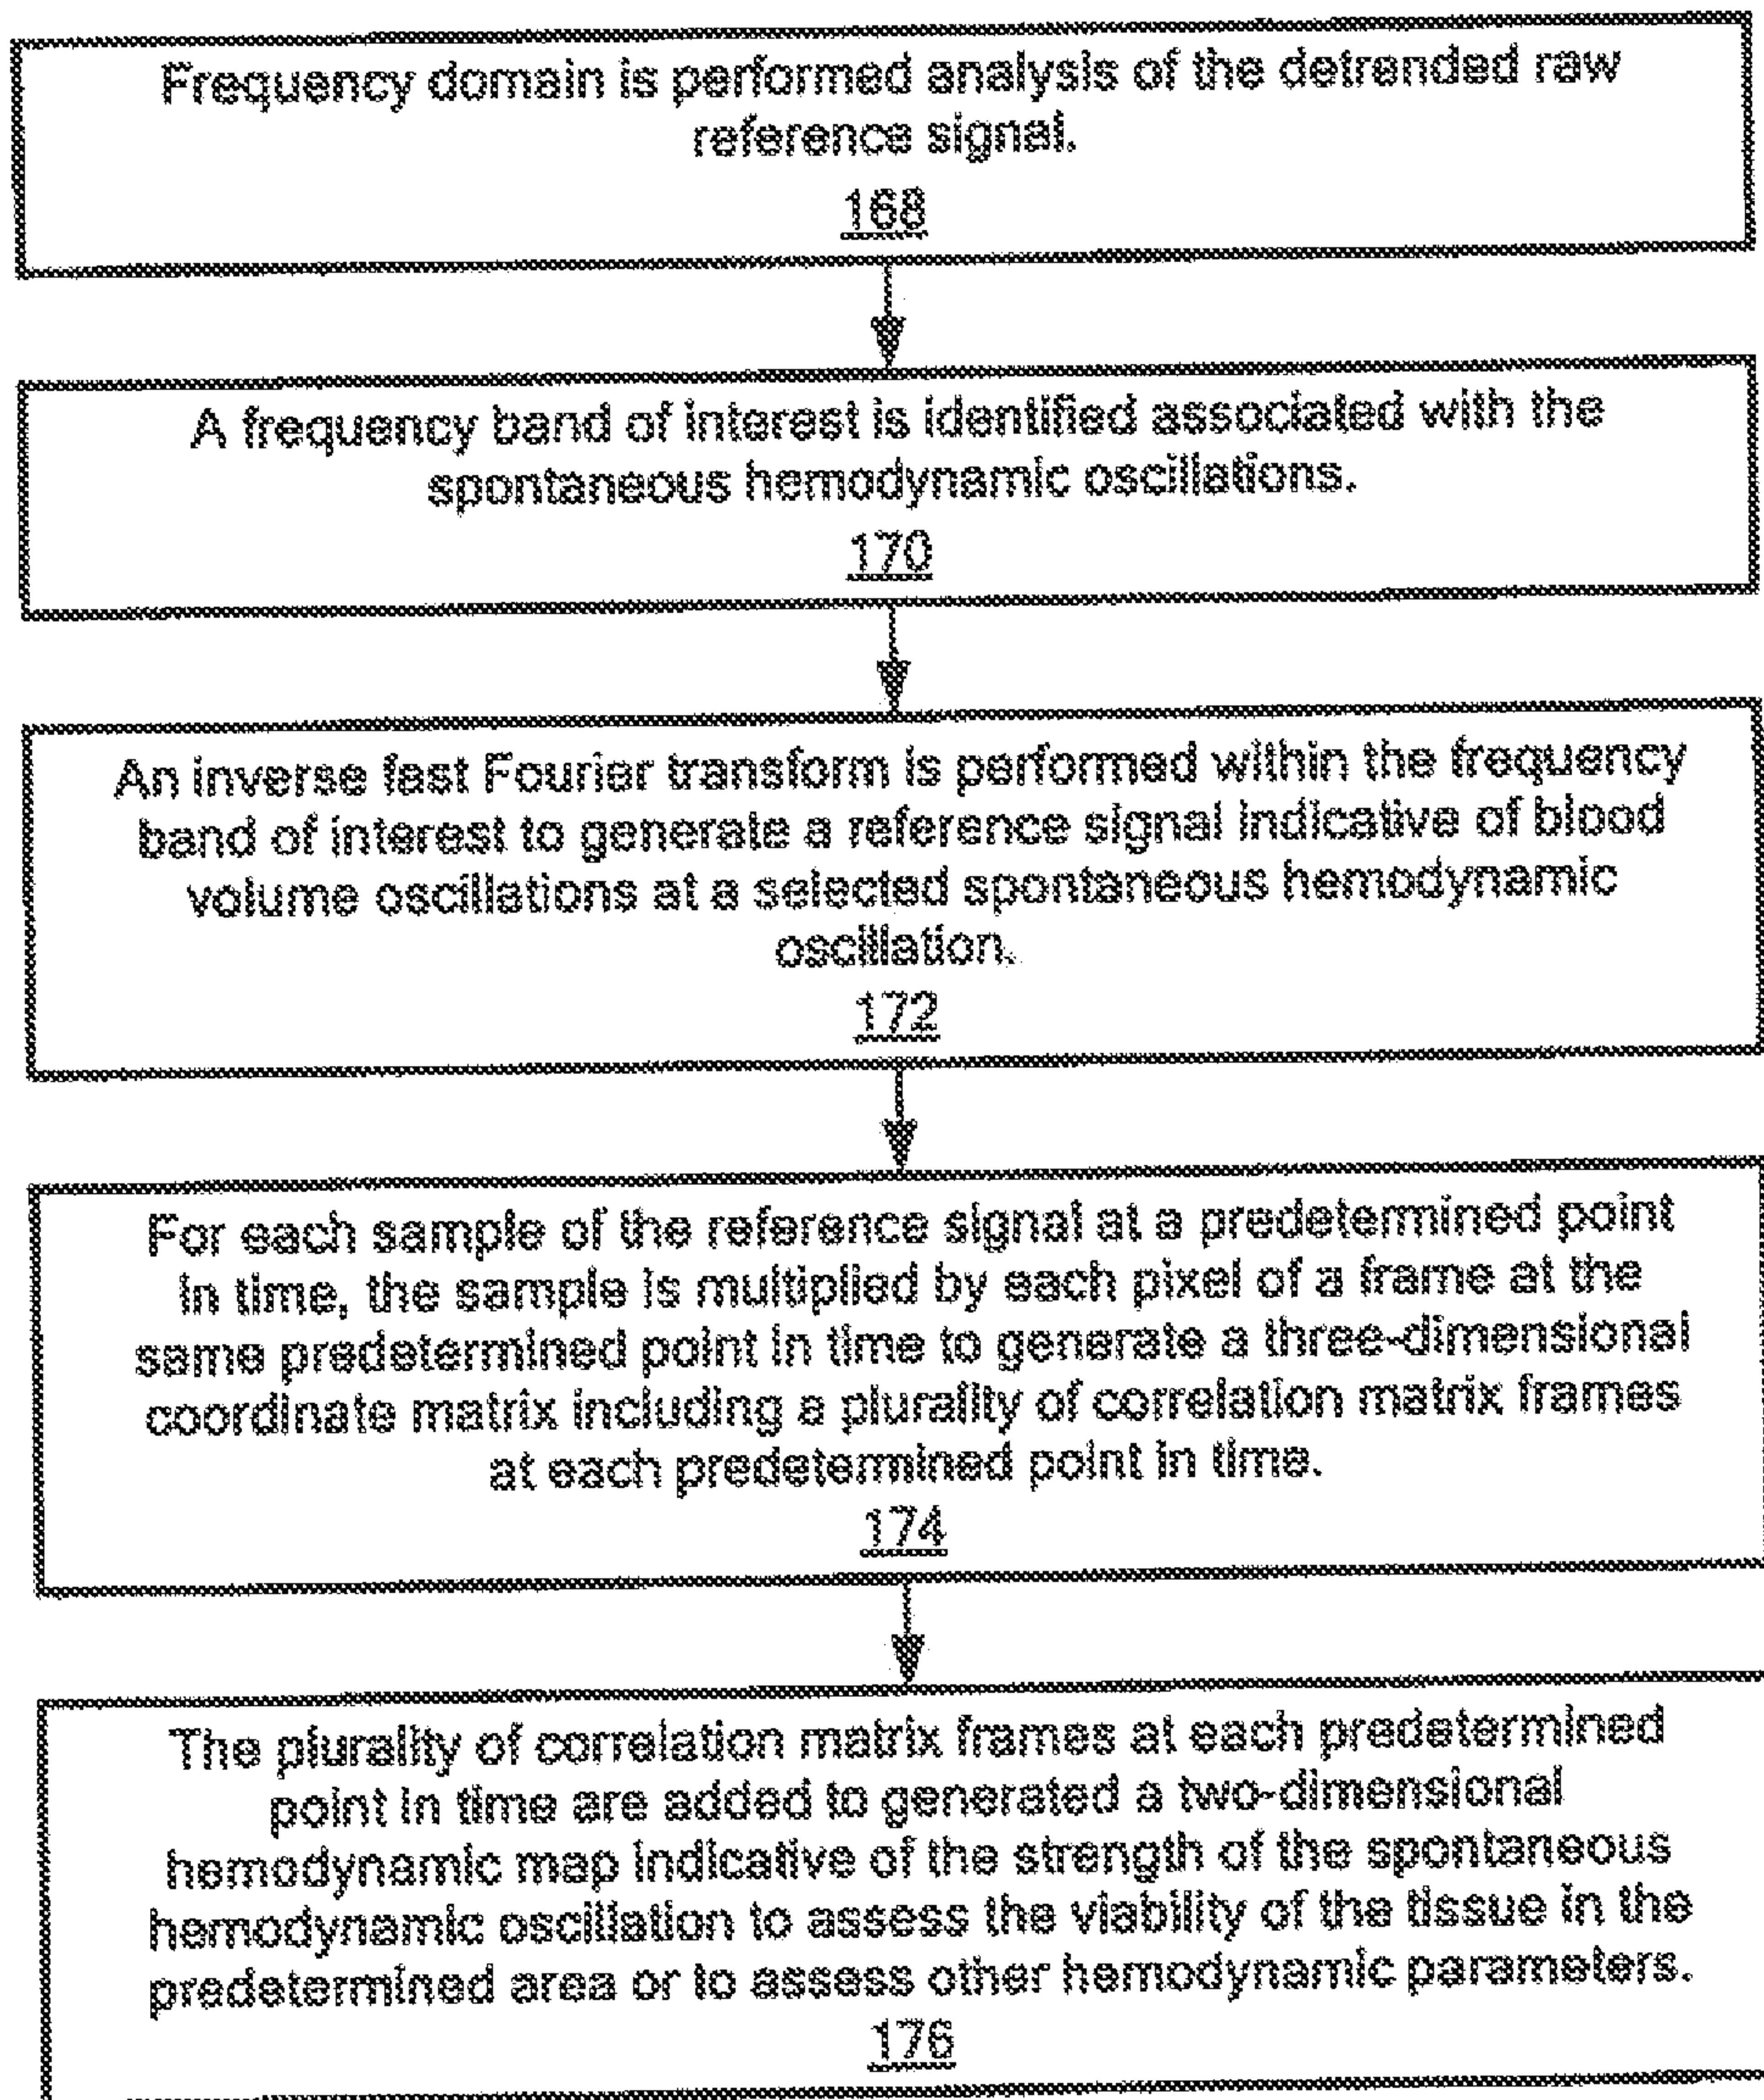 Frequency domain is performed analysis of the detrended raw
reference signal.
168
A frequency band of interest is identified associated with the
spontaneous hemodynamic oscillations.
170
An inverse fast Fourier transform is performed within the frequency
band of interest to generate a reference signal indicative of blood
volume oscillations at a selected spontaneous hemodynamic
oscillation.
172
For each sample of the reference signal at a predetermined point
in time, the sample is multiplied by each pixel of a frame at the
same predetermined point in time to generate a three-dimensional
coordinate matrix including a plurality of correlation matrix frames
at each predetermined point in time.
174
The plurality of correlation matrix frames at each predetermined
point in time are added to generated a two-dimensional
hemodynamic map indicative of the strength of the spontaneous
hemodynamic oscillation to assess the viability of the tissue in the
predetermined area or to assess other hemodynamic parameters.
176